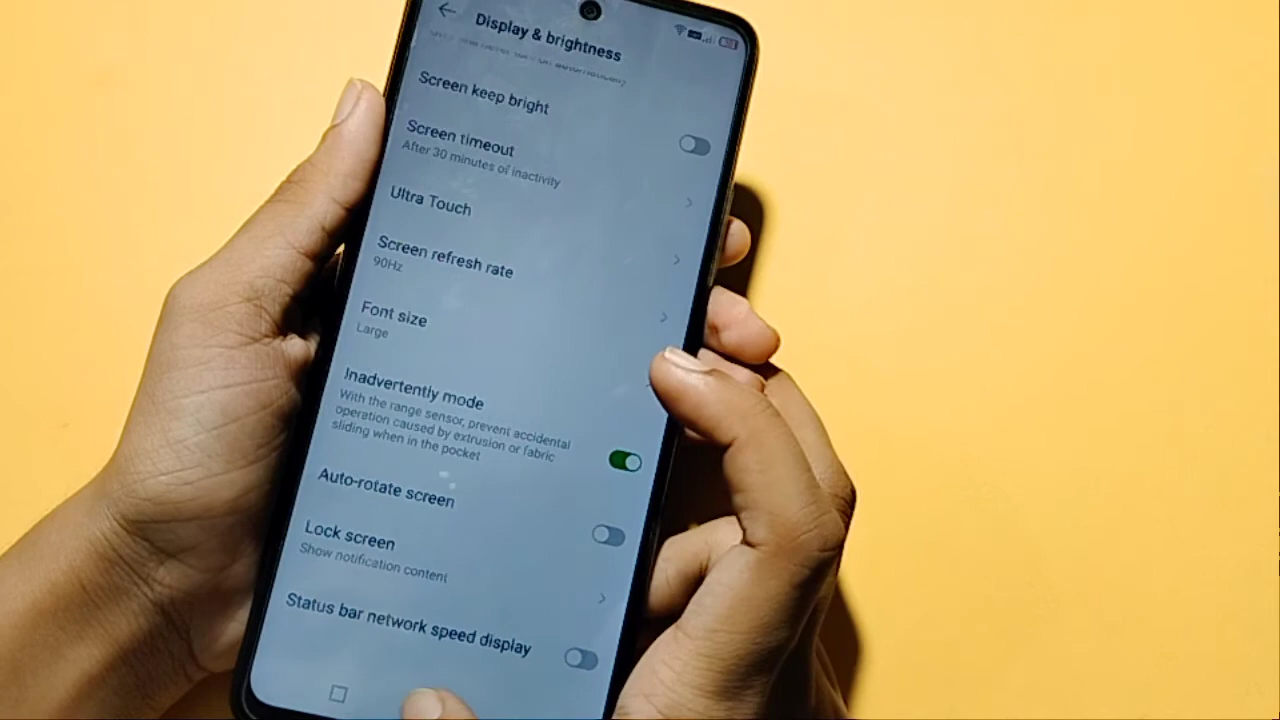 Display & brightness
Screen keep bright
Screen timeout
After 30 minutes of inactivity
Ultra Touch
Screen refresh rate
90Hz
Font size
Large
Inadvertently mode
With the range sensor, prevent accidental
operation caused by extrusion or fabric
sliding when in the pocket
Auto-rotate screen
Lock screen
Show notification content
Status bar network speed display